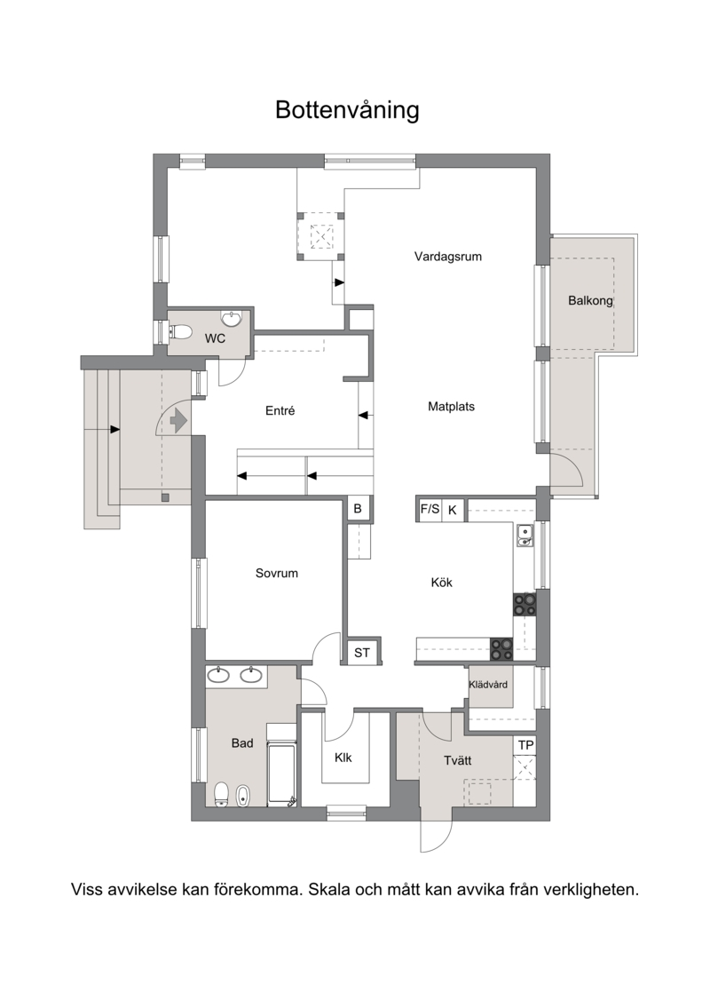 Bottenvåning
Vardagsrum
Balkong
WC
Entré
Matplats
B
F/S
K
Sovrum
Kök
ST
Klädvård
Bad
Klk
Tvätt
TP
Viss avvikelse kan förekomma. Skala och mått kan avvika från verkligheten.